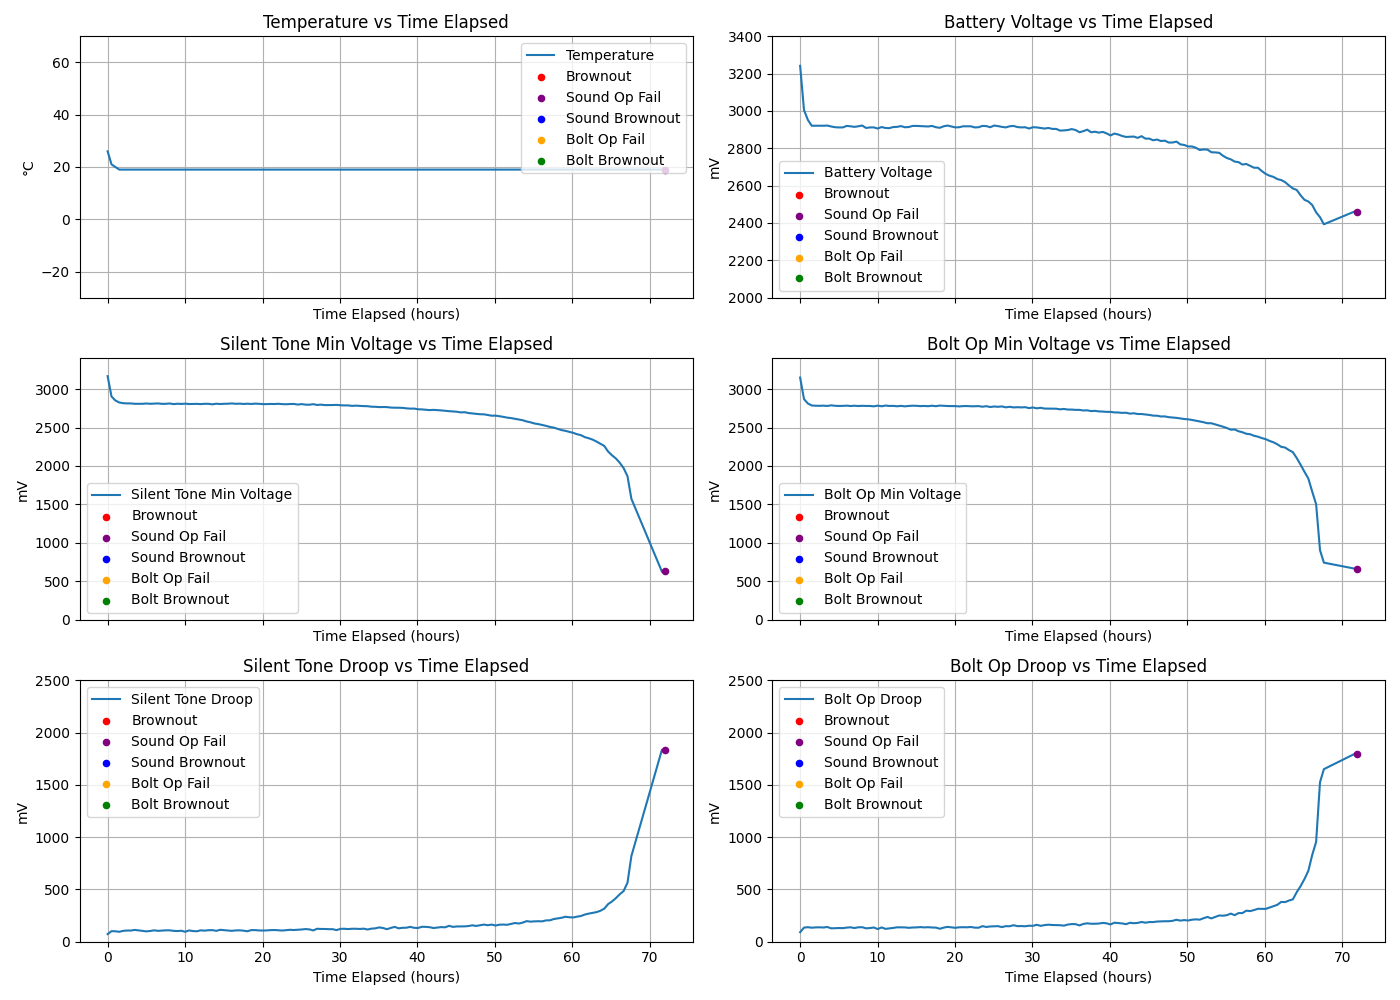 Temperature vs Time Elapsed
°C
60
40
20
0
−20
Temperature
Brownout
Sound Op Fail
Sound Brownout
Bolt Op Fail
Bolt Brownout
Time Elapsed (hours)
Battery Voltage vs Time Elapsed
mV
3400
3200
3000
2800
2600
2400
2200
2000
Battery Voltage
Brownout
Sound Op Fail
Sound Brownout
Bolt Op Fail
Bolt Brownout
Time Elapsed (hours)
Silent Tone Min Voltage vs Time Elapsed
mV
3000
2500
2000
1500
1000
500
0
Silent Tone Min Voltage
Brownout
Sound Op Fail
Sound Brownout
Bolt Op Fail
Bolt Brownout
Time Elapsed (hours)
Bolt Op Min Voltage vs Time Elapsed
mV
3000
2500
2000
1500
1000
500
0
Bolt Op Min Voltage
Brownout
Sound Op Fail
Sound Brownout
Bolt Op Fail
Bolt Brownout
Time Elapsed (hours)
Silent Tone Droop vs Time Elapsed
mV
2500
2000
1500
1000
500
0
Silent Tone Droop
Brownout
Sound Op Fail
Sound Brownout
Bolt Op Fail
Bolt Brownout
0 10 20 30 40 50 60 70
Time Elapsed (hours)
Bolt Op Droop vs Time Elapsed
mV
2500
2000
1500
1000
500
0
Bolt Op Droop
Brownout
Sound Op Fail
Sound Brownout
Bolt Op Fail
Bolt Brownout
0 10 20 30 40 50 60 70
Time Elapsed (hours)